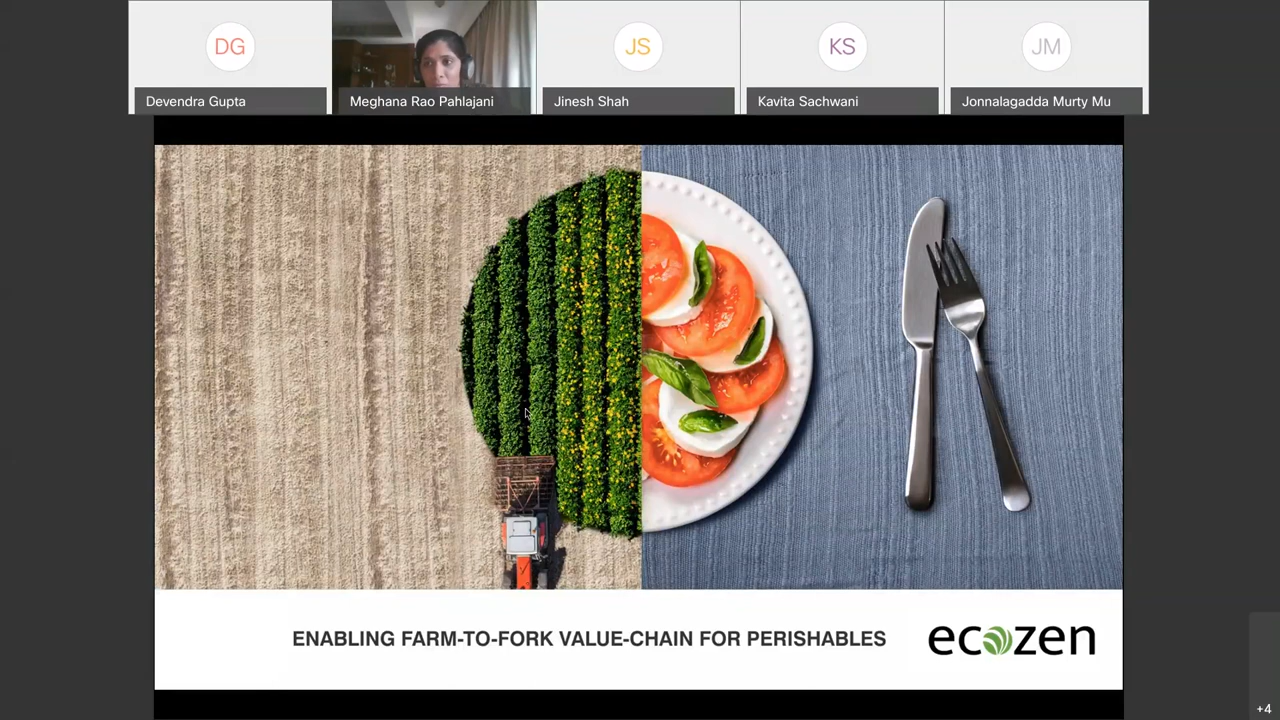 DG
JS
KS
JM
Devendra Gupta
Meghana Rao Pahlajani
Jinesh Shah
Kavita Sachwani
Jonnalagadda Murty Mu
ENABLING FARM-TO-FORK VALUE-CHAIN FOR PERISHABLES
ecozen
+4